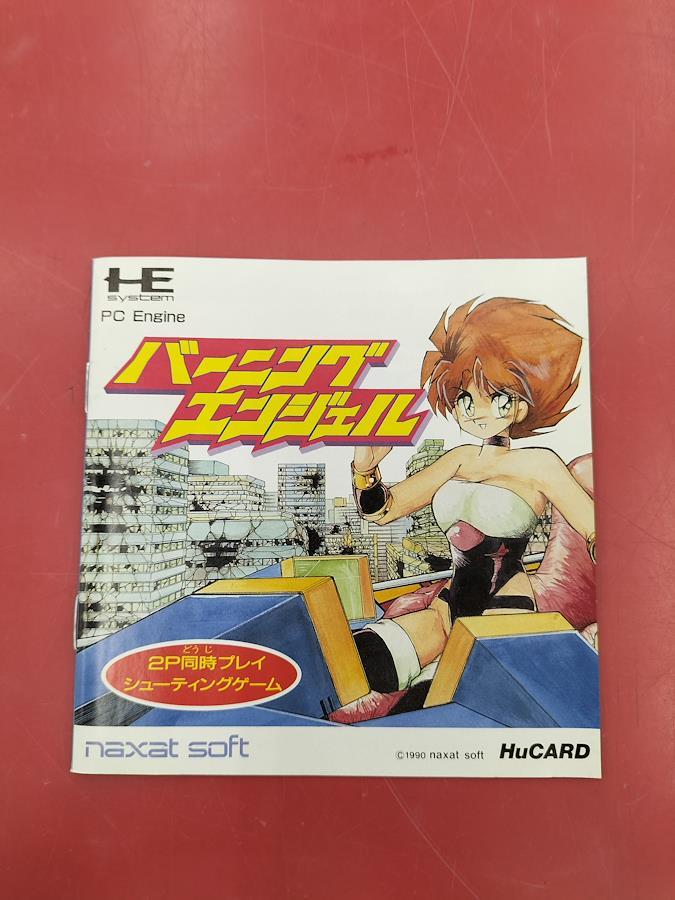 HE
system
PC Engine
バーニング
エンジェル
どうじ
2P同時プレイ
シューティングゲーム
naxat soft
©1990 naxat soft
HuCARD